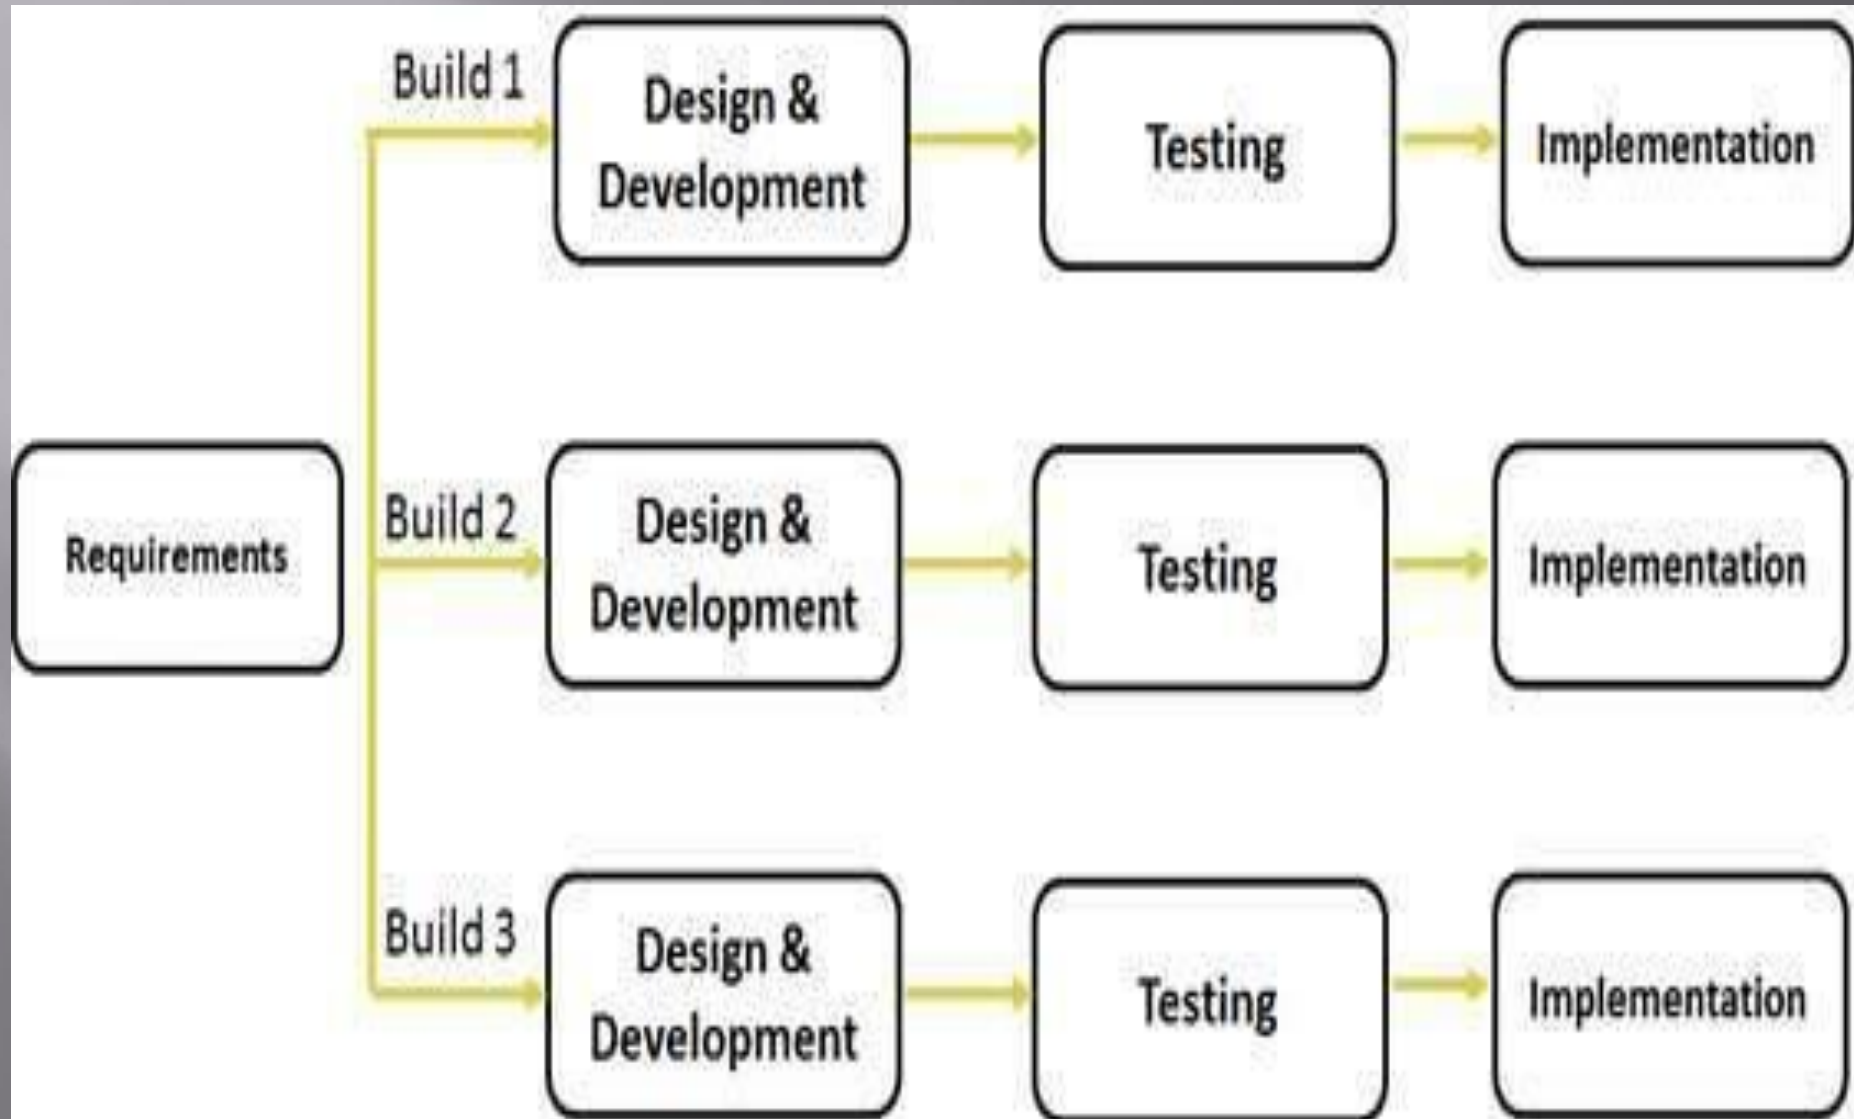 Build 1
Design &
Development
Testing
Implementation
Requirements
Build 2
Design &
Development
Testing
Implementation
Build 3
Design &
Development
Testing
Implementation